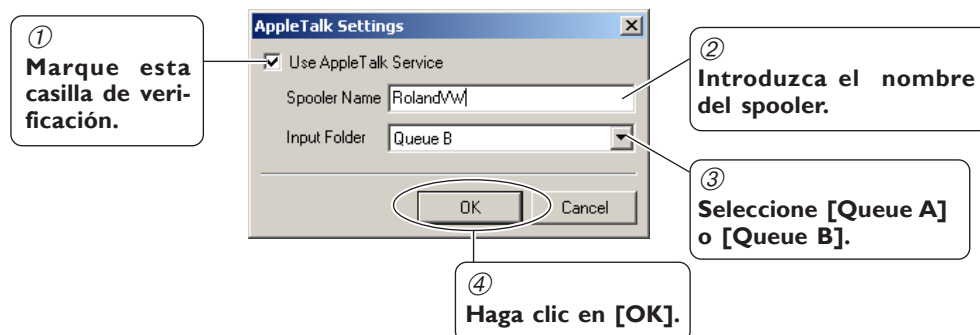 ①
Marque esta
casilla de veri-
ficación.
AppleTalk Settings
Use AppleTalk Service
Spooler Name RolandVW
Input Folder Queue B
OK Cancel
②
Introduzca el nombre
del spooler.
③
Seleccione [Queue A]
o [Queue B].
④
Haga clic en [OK].